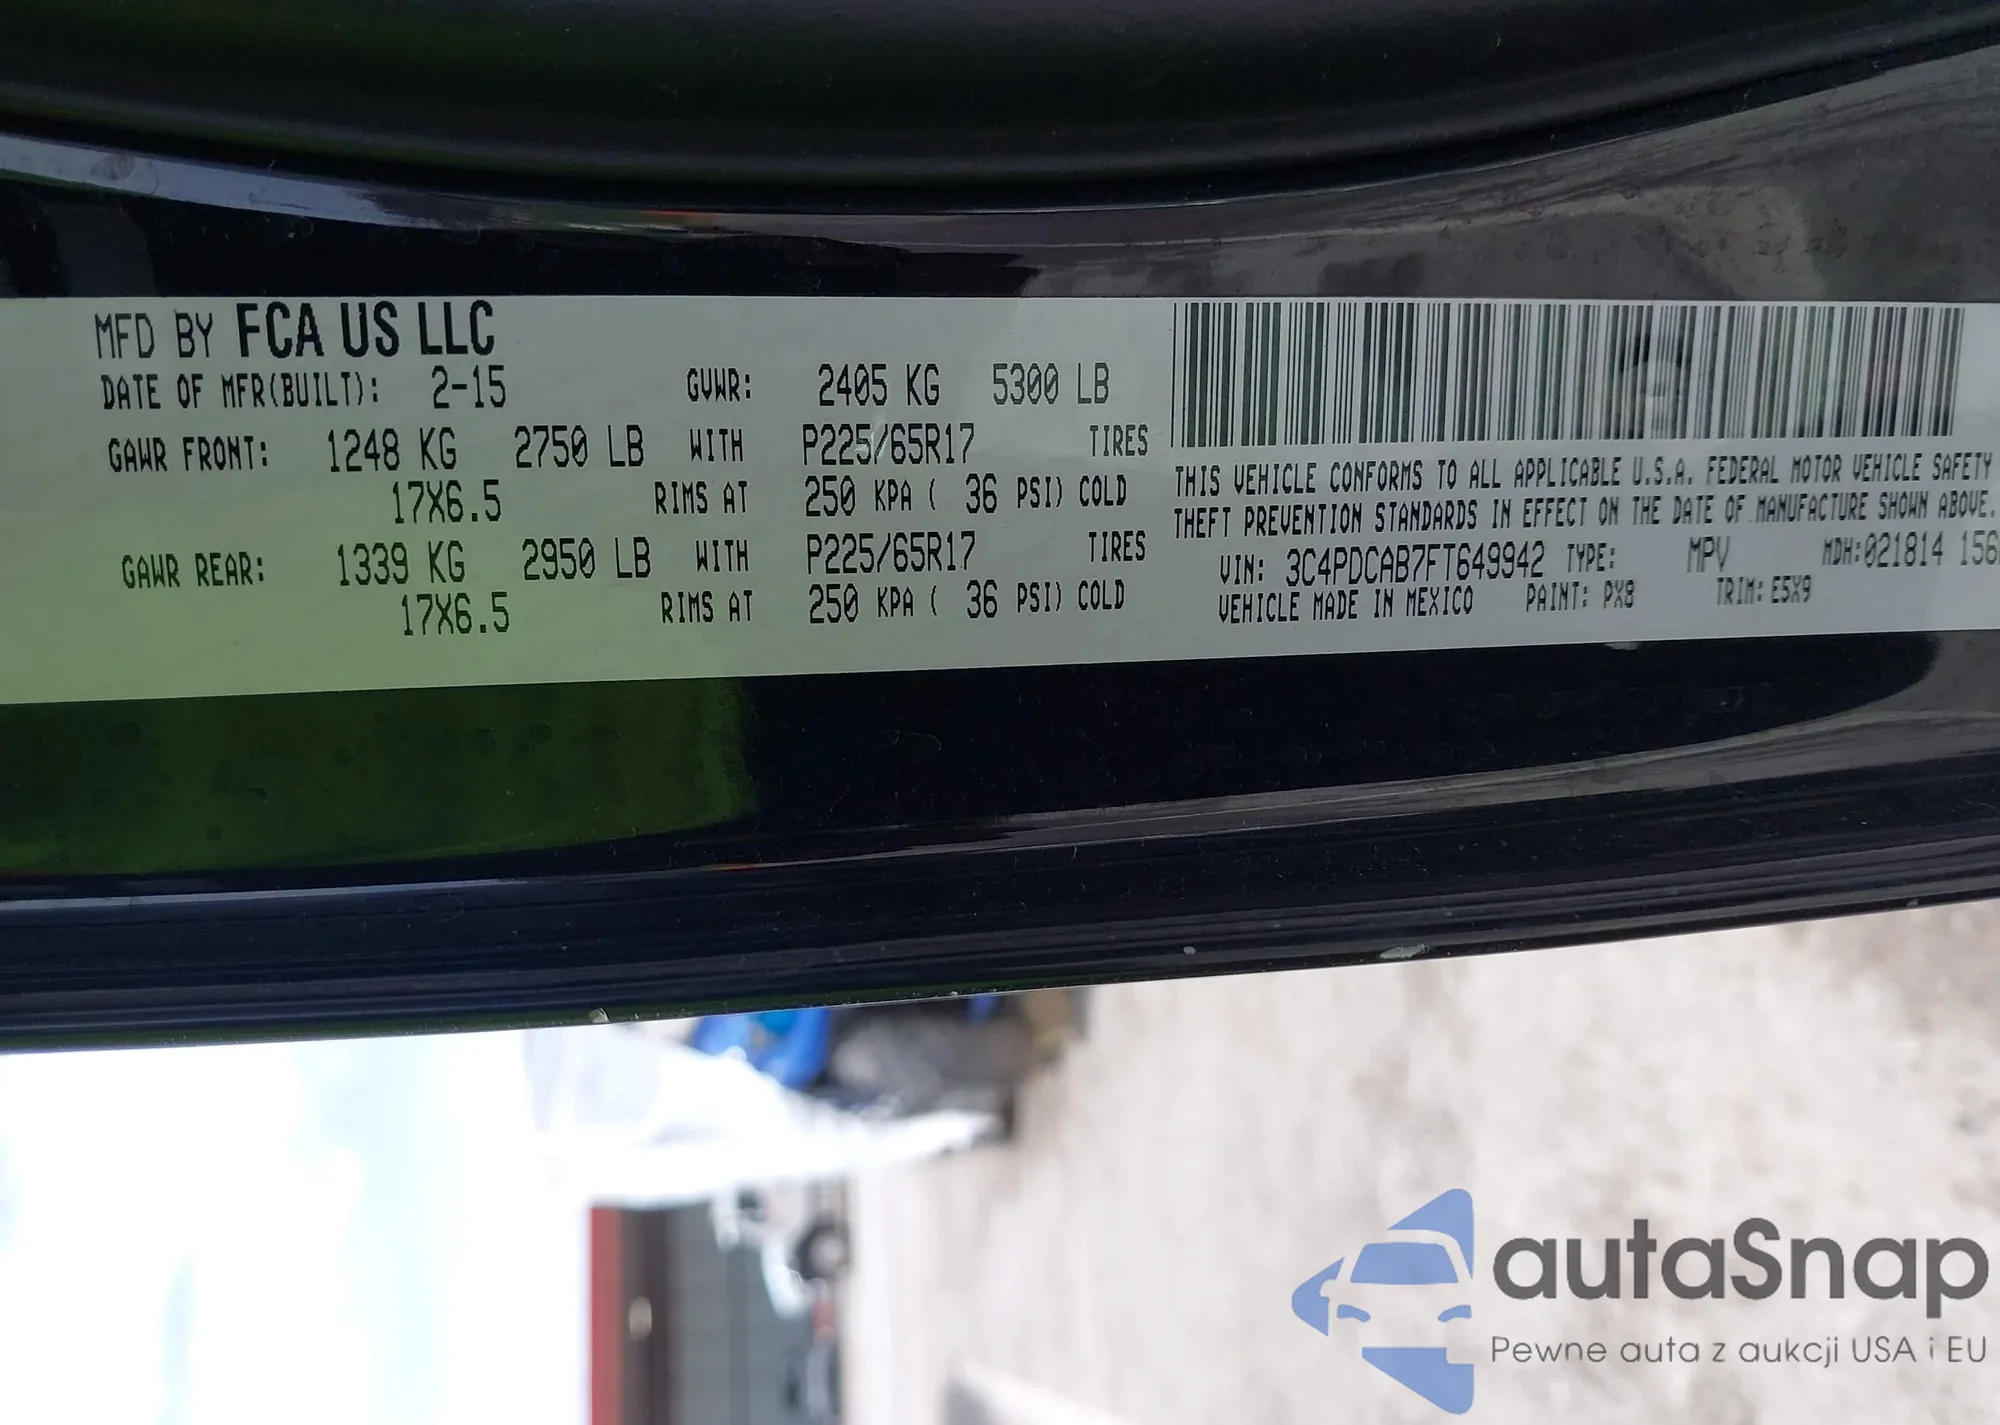 MFD BY FCA US LLC
DATE OF MFR(BUILT): 2-15 GVWR: 2405 KG 5300 LB
GAWR FRONT: 1248 KG 2750 LB WITH P225/65R17 TIRES
17X6.5 RIMS AT 250 KPA ( 36 PSI) COLD
GAWR REAR: 1339 KG 2950 LB WITH P225/65R17 TIRES
17X6.5 RIMS AT 250 KPA ( 36 PSI) COLD
THIS VEHICLE CONFORMS TO ALL APPLICABLE U.S.A. FEDERAL MOTOR VEHICLE SAFETY
THEFT PREVENTION STANDARDS IN EFFECT ON THE DATE OF MANUFACTURE SHOWN ABOVE.
VIN: 3C4PDCAB7FT649942 TYPE: MPV MDH:021814 156
VEHICLE MADE IN MEXICO PAINT: PX8 TRIM: E5X9
autaSnap
Pewne auta z aukcji USA i EU